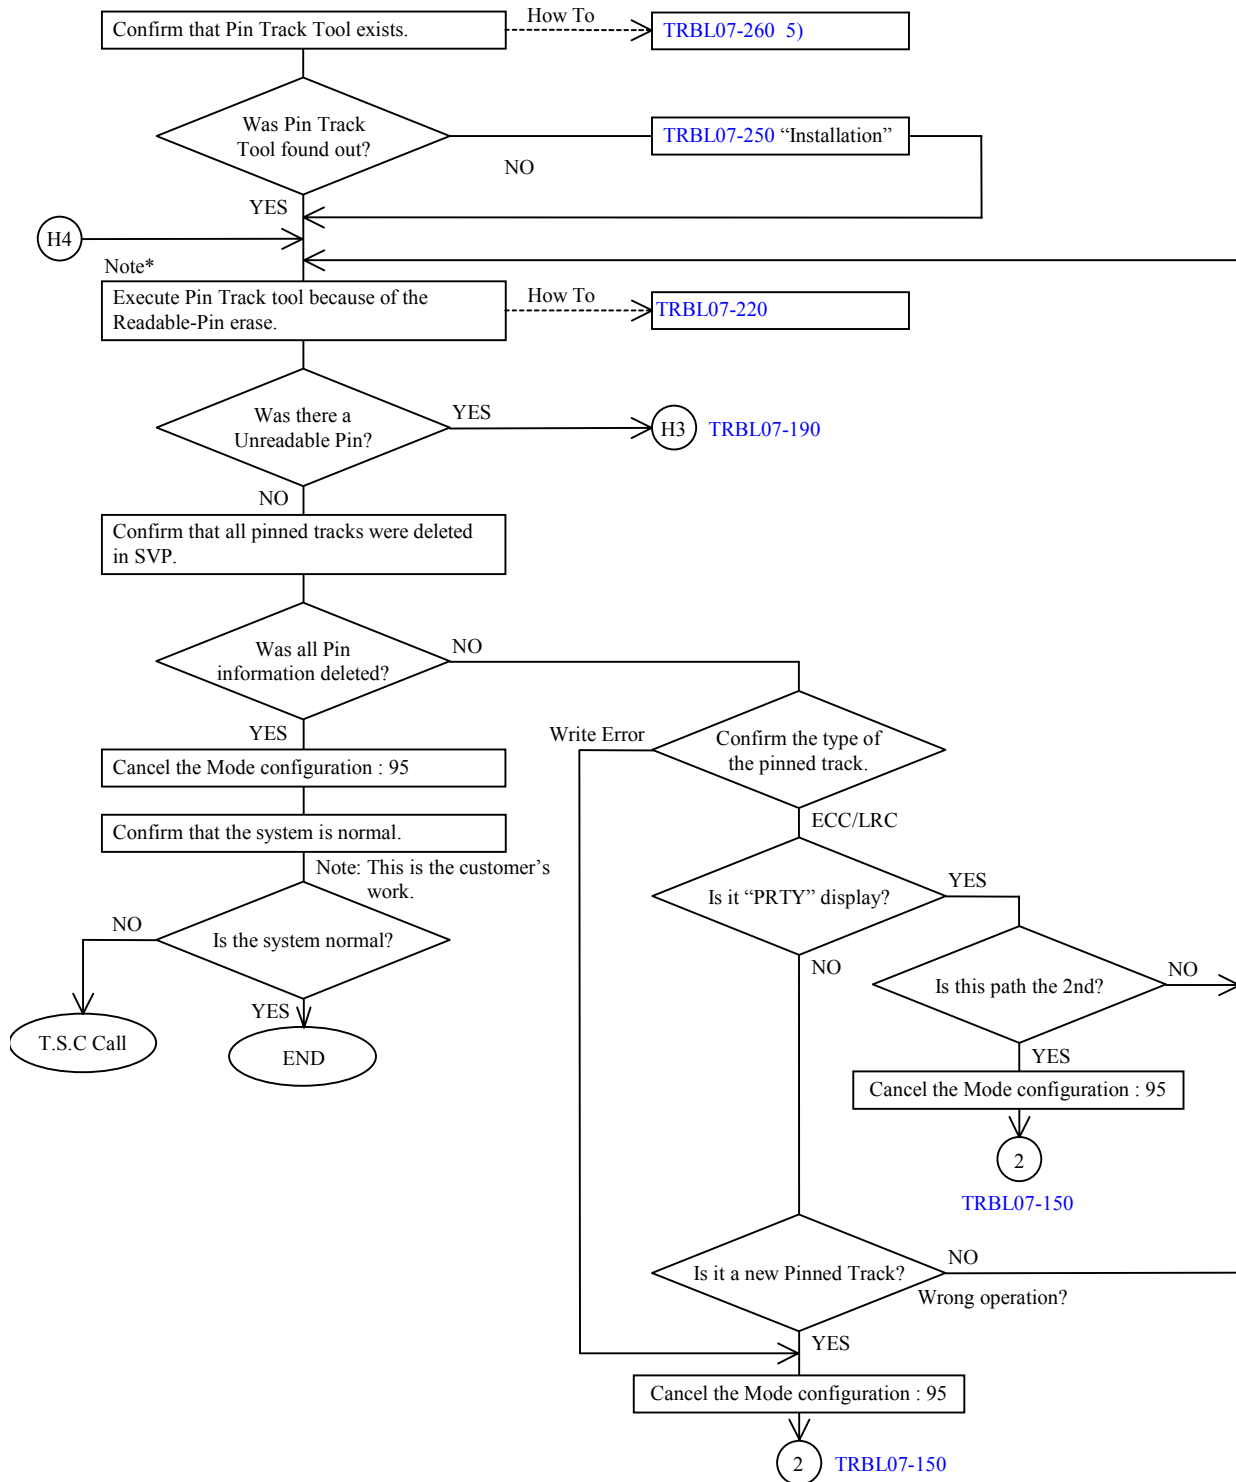 How To
Confirm that Pin Track Tool exists.
TRBL07-260  5)
Was Pin Track
Tool found out?
TRBL07-250 “Installation”
NO
YES
H4
Note*
Execute Pin Track tool because of the
Readable-Pin erase.
How To
TRBL07-220
Was there a
Unreadable Pin?
YES
H3
TRBL07-190
NO
Confirm that all pinned tracks were deleted
in SVP.
Was all Pin
information deleted?
NO
YES
Write Error
Confirm the type of
the pinned track.
Cancel the Mode configuration : 95
ECC/LRC
Confirm that the system is normal.
Note: This is the customer’s
work.
Is it “PRTY” display?
YES
NO
Is the system normal?
NO
YES
Is this path the 2nd?
NO
T.S.C Call
END
YES
Cancel the Mode configuration : 95
2
TRBL07-150
Is it a new Pinned Track?
NO
Wrong operation?
YES
Cancel the Mode configuration : 95
2
TRBL07-150